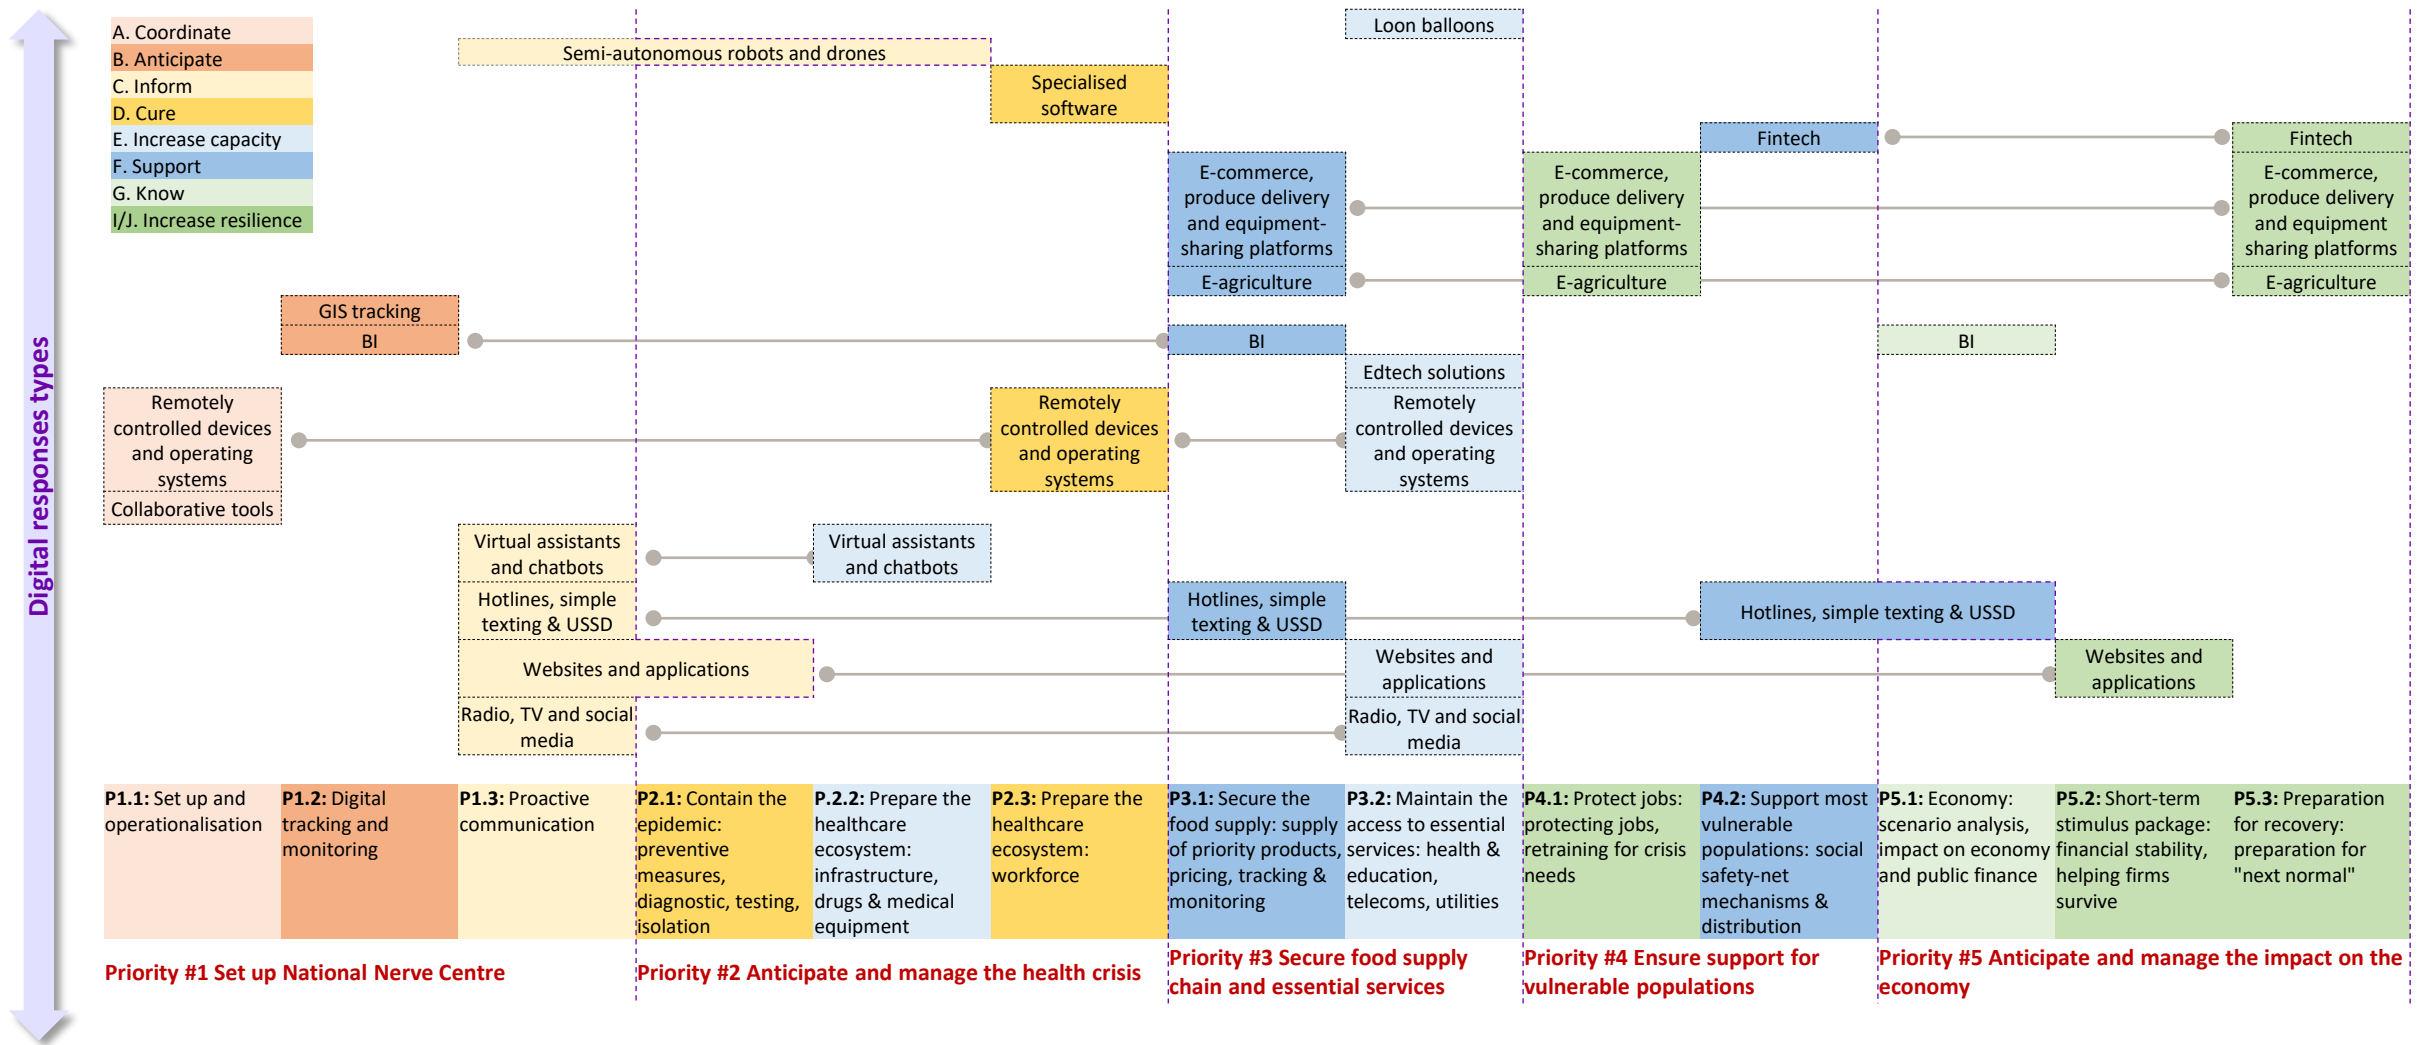 Digital responses types
A. Coordinate
B. Anticipate
C. Inform
D. Cure
E. Increase capacity
F. Support
G. Know
I/J. Increase resilience
Loon balloons
Semi-autonomous robots and drones
Specialised
software
Fintech
Fintech
E-commerce,
produce delivery
and equipment-
sharing platforms
E-commerce,
produce delivery
and equipment-
sharing platforms
E-commerce,
produce delivery
and equipment
sharing platforms
E-agriculture
E-agriculture
E-agriculture
GIS tracking
BI
BI
BI
Edtech solutions
Remotely
controlled devices
and operating
systems
Remotely
controlled devices
and operating
systems
Remotely
controlled devices
and operating
systems
Collaborative tools
Virtual assistants
and chatbots
Virtual assistants
and chatbots
Hotlines, simple
texting & USSD
Hotlines, simple
texting & USSD
Hotlines, simple texting & USSD
Websites and applications
Websites and
applications
Websites and
applications
Radio, TV and social
media
Radio, TV and social
media
P1.1: Set up and
operationalisation
P1.2: Digital
tracking and
monitoring
P1.3: Proactive
communication
P2.1: Contain the
epidemic:
preventive
measures,
diagnostic, testing,
isolation
P.2.2: Prepare the
healthcare
ecosystem:
infrastructure,
drugs & medical
equipment
P2.3: Prepare the
healthcare
ecosystem:
workforce
P3.1: Secure the
food supply: supply
of priority products,
pricing, tracking &
monitoring
P3.2: Maintain the
access to essential
services: health &
education,
telecoms, utilities
P4.1: Protect jobs:
protecting jobs,
retraining for crisis
needs
P4.2: Support most
vulnerable
populations: social
safety-net
mechanisms &
distribution
P5.1: Economy:
scenario analysis,
impact on economy
and public finance
P5.2: Short-term
stimulus package:
financial stability,
helping firms
survive
P5.3: Preparation
for recovery:
preparation for
"next normal"
Priority #1 Set up National Nerve Centre
Priority #2 Anticipate and manage the health crisis
Priority #3 Secure food supply
chain and essential services
Priority #4 Ensure support for
vulnerable populations
Priority #5 Anticipate and manage the impact on the
economy